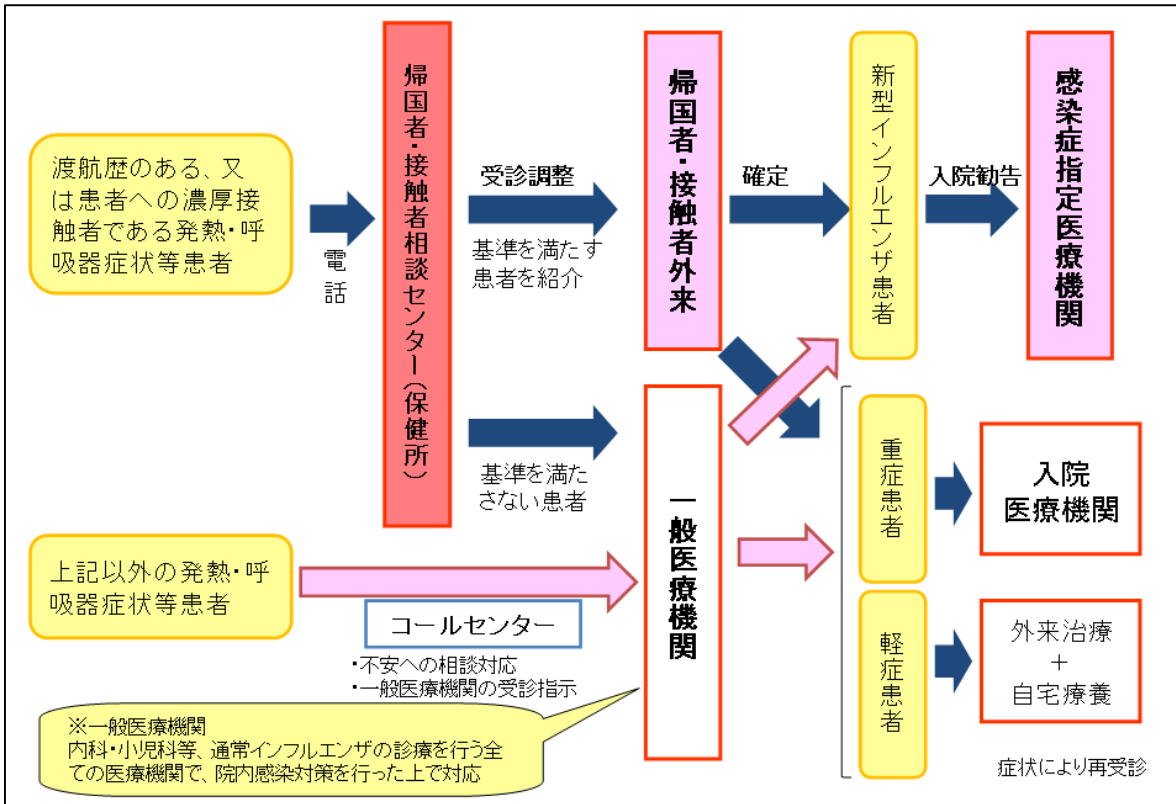 渡航歴のある、又
は患者への濃厚接
触者である発熱・呼
吸器症状等患者
電話
帰国者・接触者相談センター(保健所)
受診調整
基準を満たす
患者を紹介
帰国者・接触者外来
確定
新型インフルエンザ患者
入院勧告
感染症指定医療機関
基準を満た
さない患者
上記以外の発熱・呼
吸器症状等患者
コールセンター
・不安への相談対応
・一般医療機関の受診指示
一般医療機関
重症患者
入院
医療機関
軽症患者
外来治療
+
自宅療養
症状により再受診
※一般医療機関
内科・小児科等、通常インフルエンザの診療を行う全
ての医療機関で、院内感染対策を行った上で対応